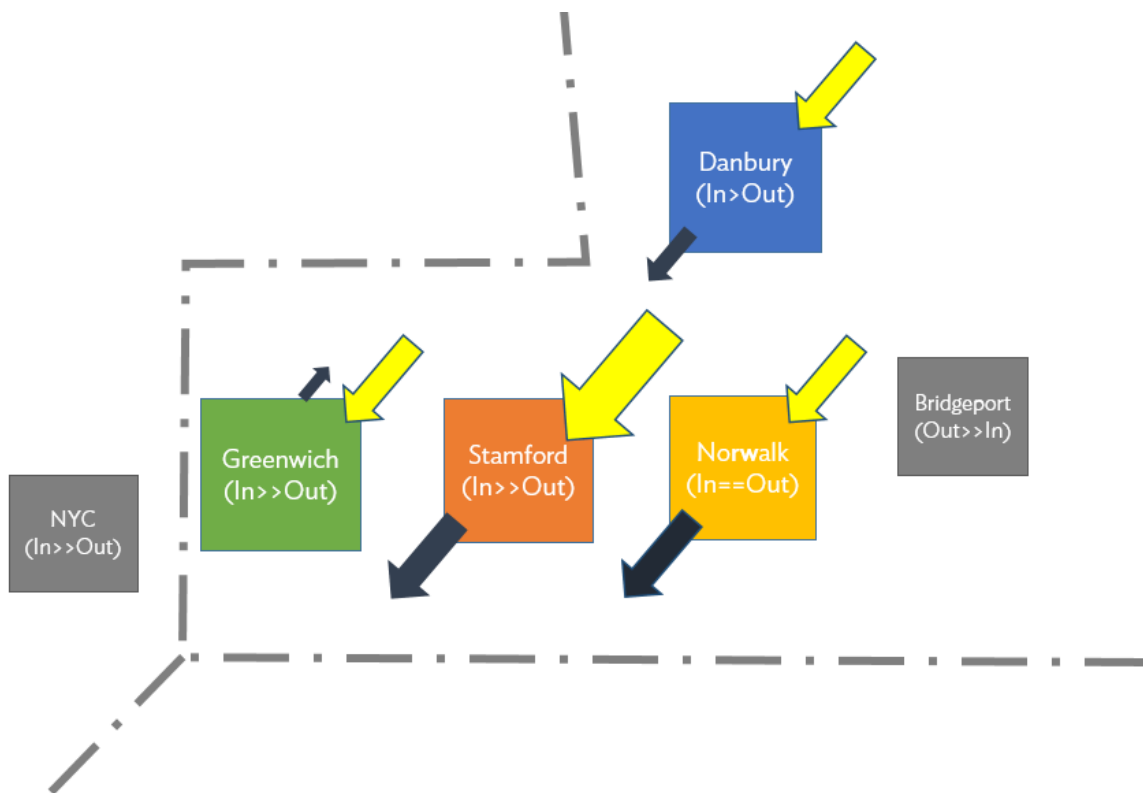 Danbury
(In>Out)
Bridgeport
(Out>>In)
Greenwich
(In>>Out)
Stamford
(In>>Out)
Norwalk
(In==Out)
NYC
(In>>Out)